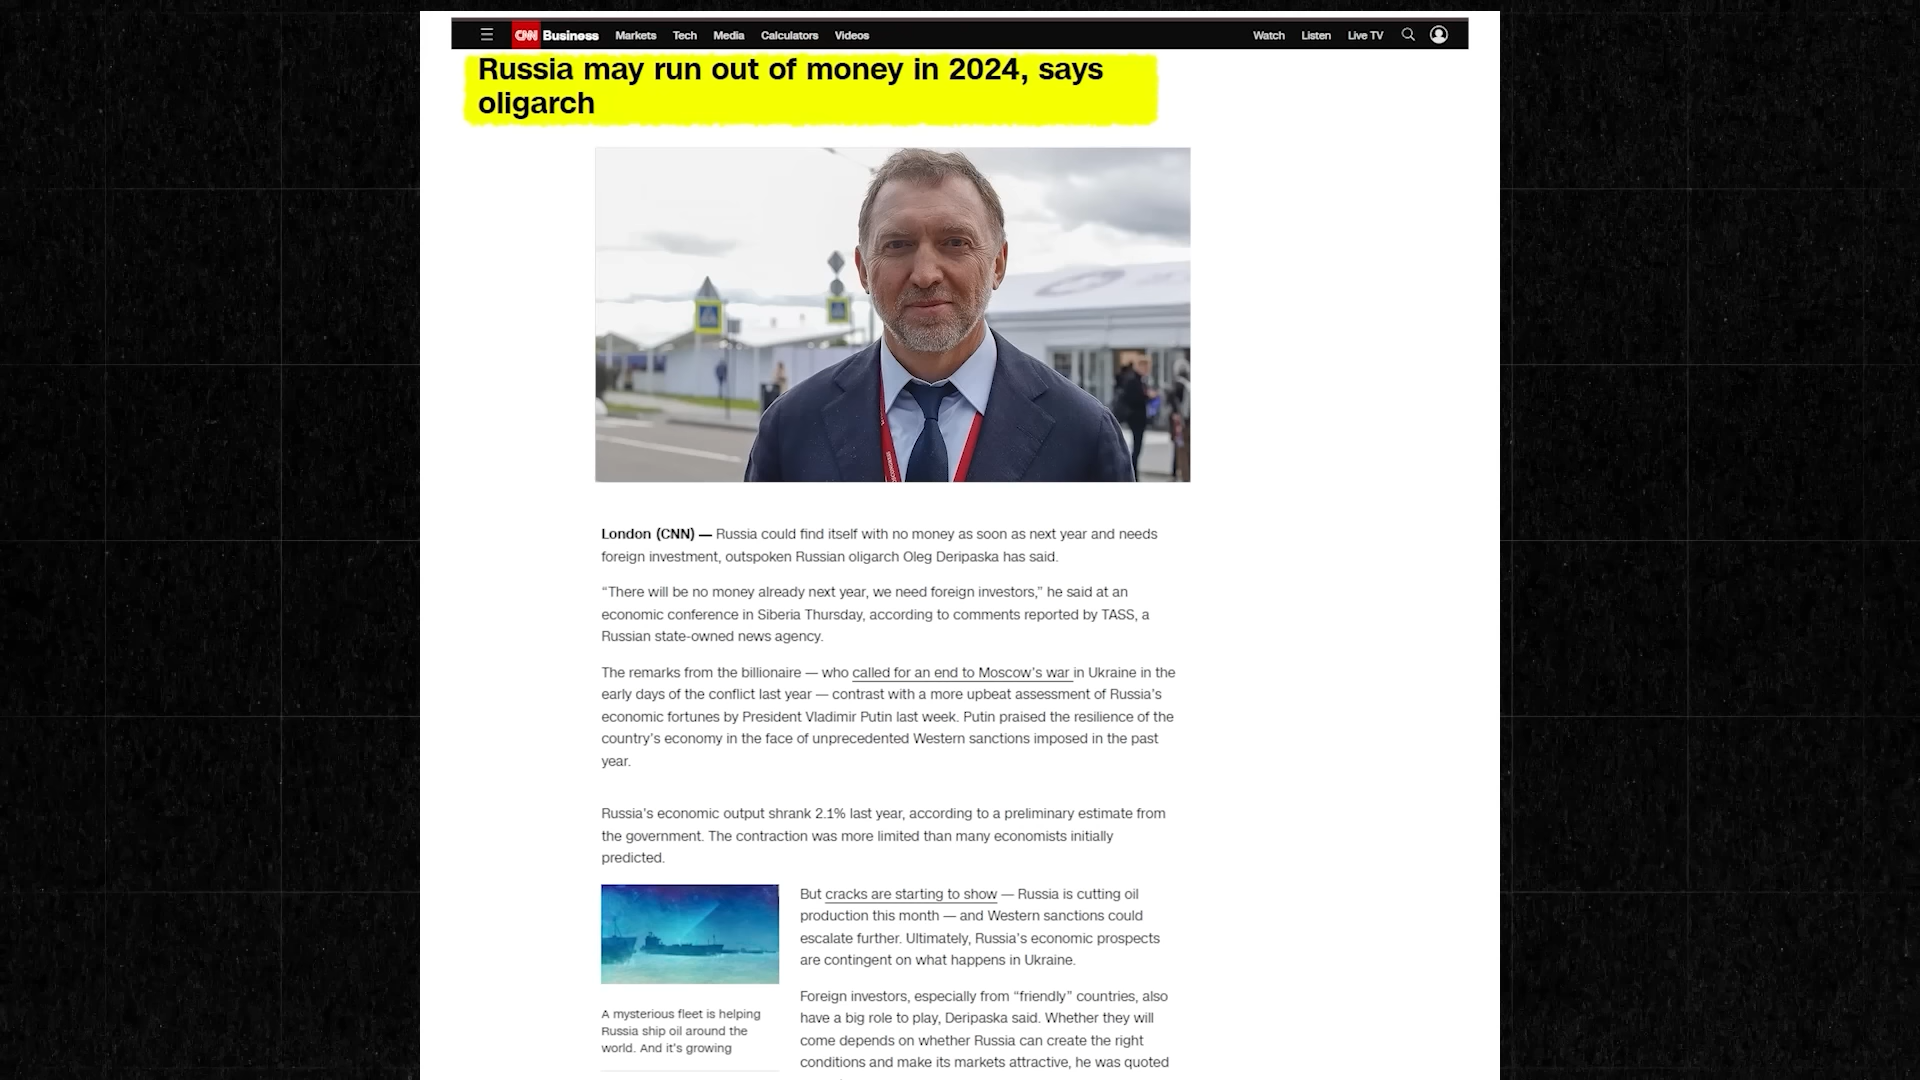 CNN Business Markets Tech Media Calculators Videos Watch Listen Live TV
Russia may run out of money in 2024, says
oligarch
London (CNN) — Russia could find itself with no money as soon as next year and needs
foreign investment, outspoken Russian oligarch Oleg Deripaska has said.
“There will be no money already next year, we need foreign investors,” he said at an
economic conference in Siberia Thursday, according to comments reported by TASS, a
Russian state-owned news agency.
The remarks from the billionaire — who called for an end to Moscow’s war in Ukraine in the
early days of the conflict last year — contrast with a more upbeat assessment of Russia’s
economic fortunes by President Vladimir Putin last week. Putin praised the resilience of the
country’s economy in the face of unprecedented Western sanctions imposed in the past
year.
Russia’s economic output shrank 2.1% last year, according to a preliminary estimate from
the government. The contraction was more limited than many economists initially
predicted.
But cracks are starting to show — Russia is cutting oil
production this month — and Western sanctions could
escalate further. Ultimately, Russia’s economic prospects
are contingent on what happens in Ukraine.
Foreign investors, especially from “friendly” countries, also
have a big role to play, Deripaska said. Whether they will
come depends on whether Russia can create the right
conditions and make its markets attractive, he was quoted
A mysterious fleet is helping
Russia ship oil around the
world. And it’s growing